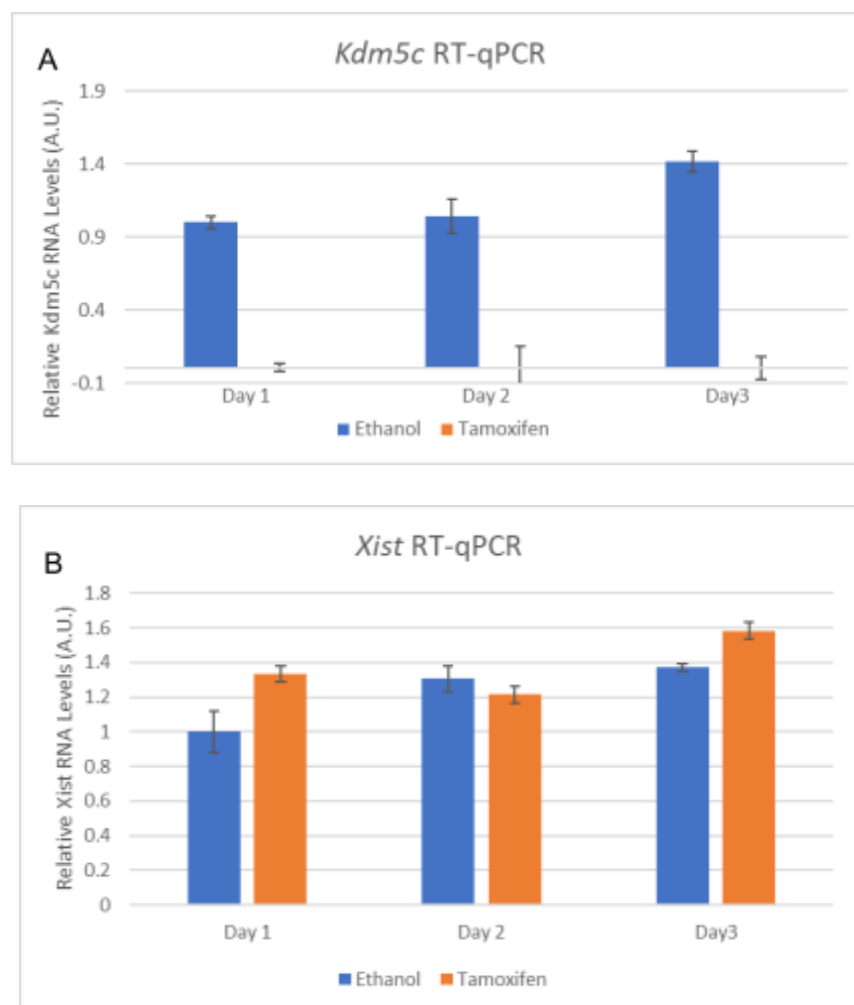 A
Kdm5c RT-qPCR
Relative Kdm5c RNA Levels (A.U.)
1.9
1.4
0.9
0.4
-0.1
Day 1 Day 2 Day3
Ethanol Tamoxifen
B
Xist RT-qPCR
Relative Xist RNA Levels (A.U.)
1.8
1.6
1.4
1.2
1
0.8
0.6
0.4
0.2
0
Day 1 Day 2 Day3
Ethanol Tamoxifen